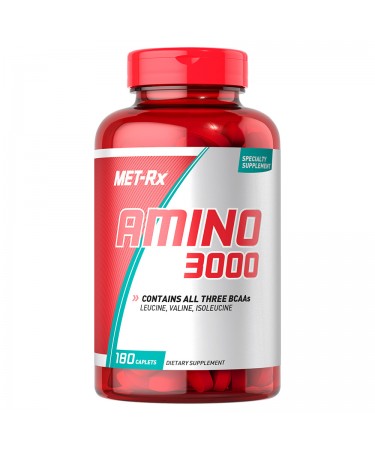 SPECIALTY
SUPPLEMENT
MET-Rx
AMINO
3000
» CONTAINS ALL THREE BCAAs
LEUCINE, VALINE, ISOLEUCINE
180 CAPLETS
DIETARY SUPPLEMENT